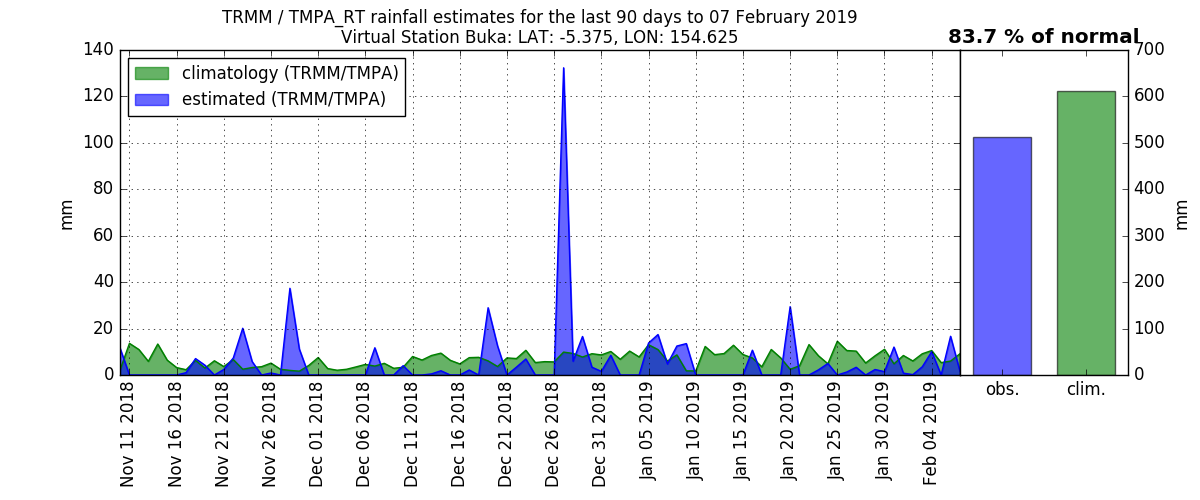 TRMM / TMPA_RT rainfall estimates for the last 90 days to 07 February 2019
Virtual Station Buka: LAT: -5.375, LON: 154.625
83.7 % of normal
climatology (TRMM/TMPA)
estimated (TRMM/TMPA)
mm
140
120
100
80
60
40
20
0
Nov 11 2018
Nov 16 2018
Nov 21 2018
Nov 26 2018
Dec 01 2018
Dec 06 2018
Dec 11 2018
Dec 16 2018
Dec 21 2018
Dec 26 2018
Dec 31 2018
Jan 05 2019
Jan 10 2019
Jan 15 2019
Jan 20 2019
Jan 25 2019
Jan 30 2019
Feb 04 2019
700
600
500
400
300
200
100
0
mm
obs.
clim.